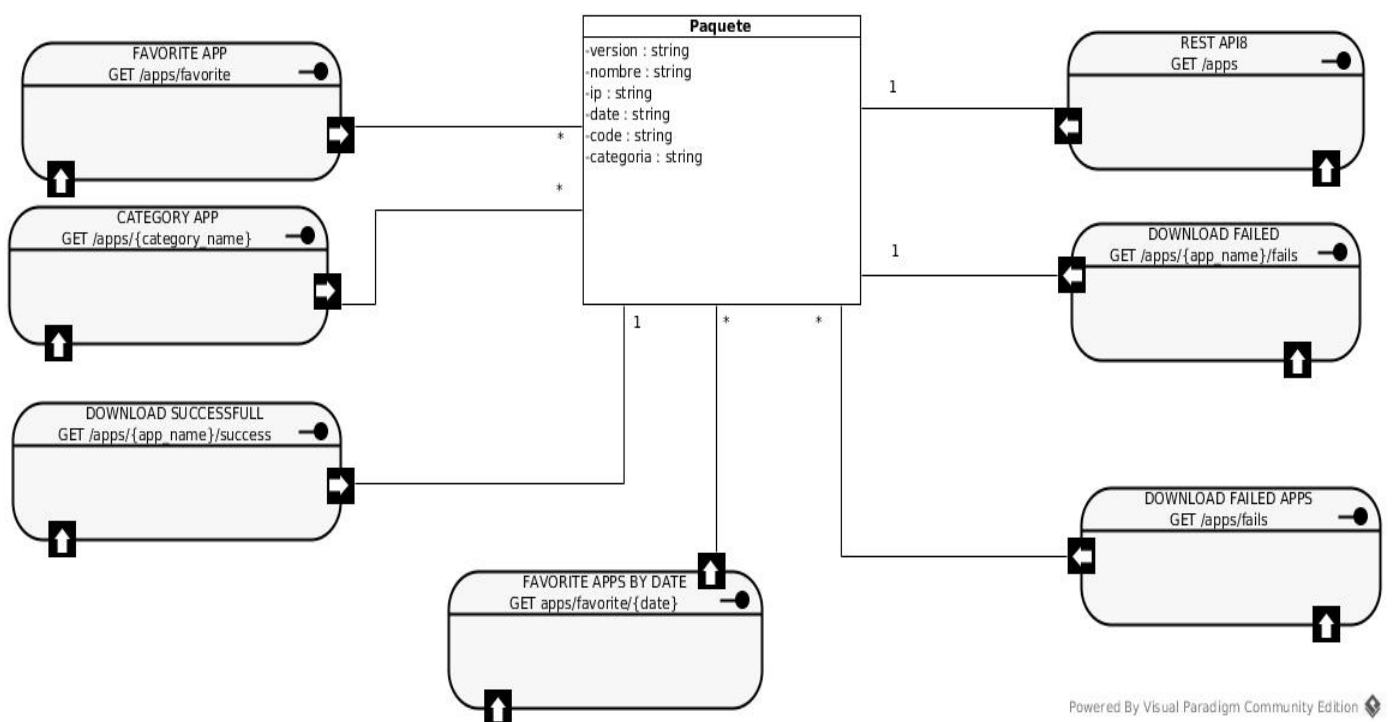 Paquete
-version : string
-nombre : string
-ip : string
-date : string
-code : string
-categoria : string
FAVORITE APP
GET /apps/favorite
*
CATEGORY APP
GET /apps/{category_name}
*
DOWNLOAD SUCCESSFULL
GET /apps/{app_name}/success
1
FAVORITE APPS BY DATE
GET apps/favorite/{date}
*
REST API8
GET /apps
1
DOWNLOAD FAILED
GET /apps/{app_name}/fails
1
DOWNLOAD FAILED APPS
GET /apps/fails
*
Powered By Visual Paradigm Community Edition